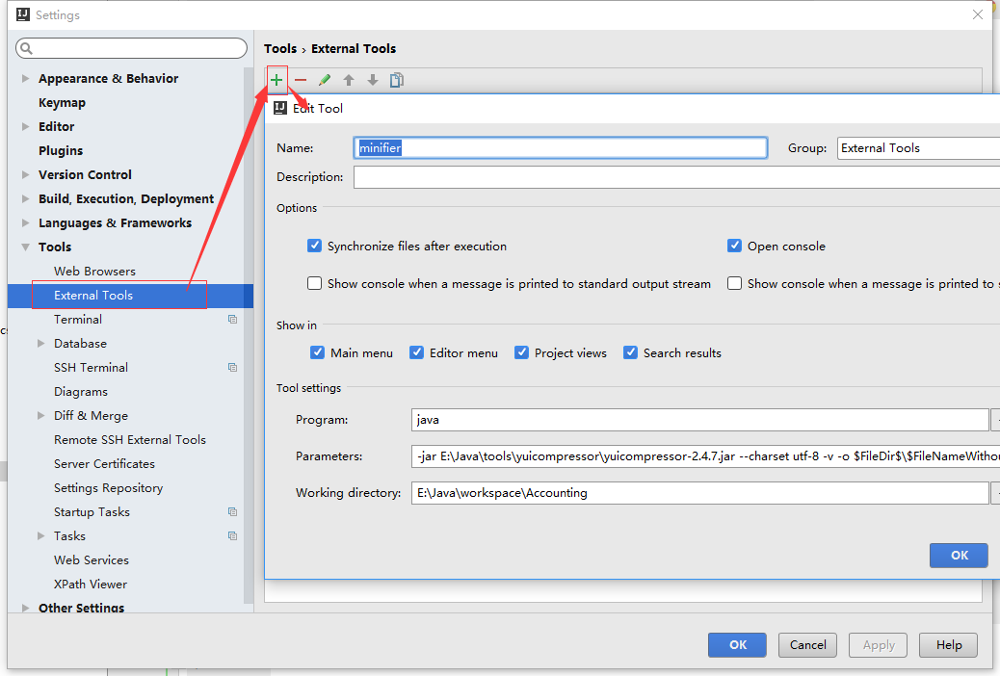 Settings
Tools › External Tools
Appearance & Behavior
Keymap
Editor
Plugins
Version Control
Build, Execution, Deployment
Languages & Frameworks
Tools
Web Browsers
External Tools
Terminal
Database
SSH Terminal
Diagrams
Diff & Merge
Remote SSH External Tools
Server Certificates
Settings Repository
Startup Tasks
Tasks
Web Services
XPath Viewer
Other Settings
Edit Tool
Name: minifier Group: External Tools
Description:
Options
Synchronize files after execution Open console
Show console when a message is printed to standard output stream Show console when a message is printed to
Show in
Main menu Editor menu Project views Search results
Tool settings
Program: java
Parameters: -jar E:\Java\tools\yuicompressor\yuicompressor-2.4.7.jar --charset utf-8 -v -o $FileDir$\$FileNameWithou
Working directory: E:\Java\workspace\Accounting
OK
OK Cancel Apply Help